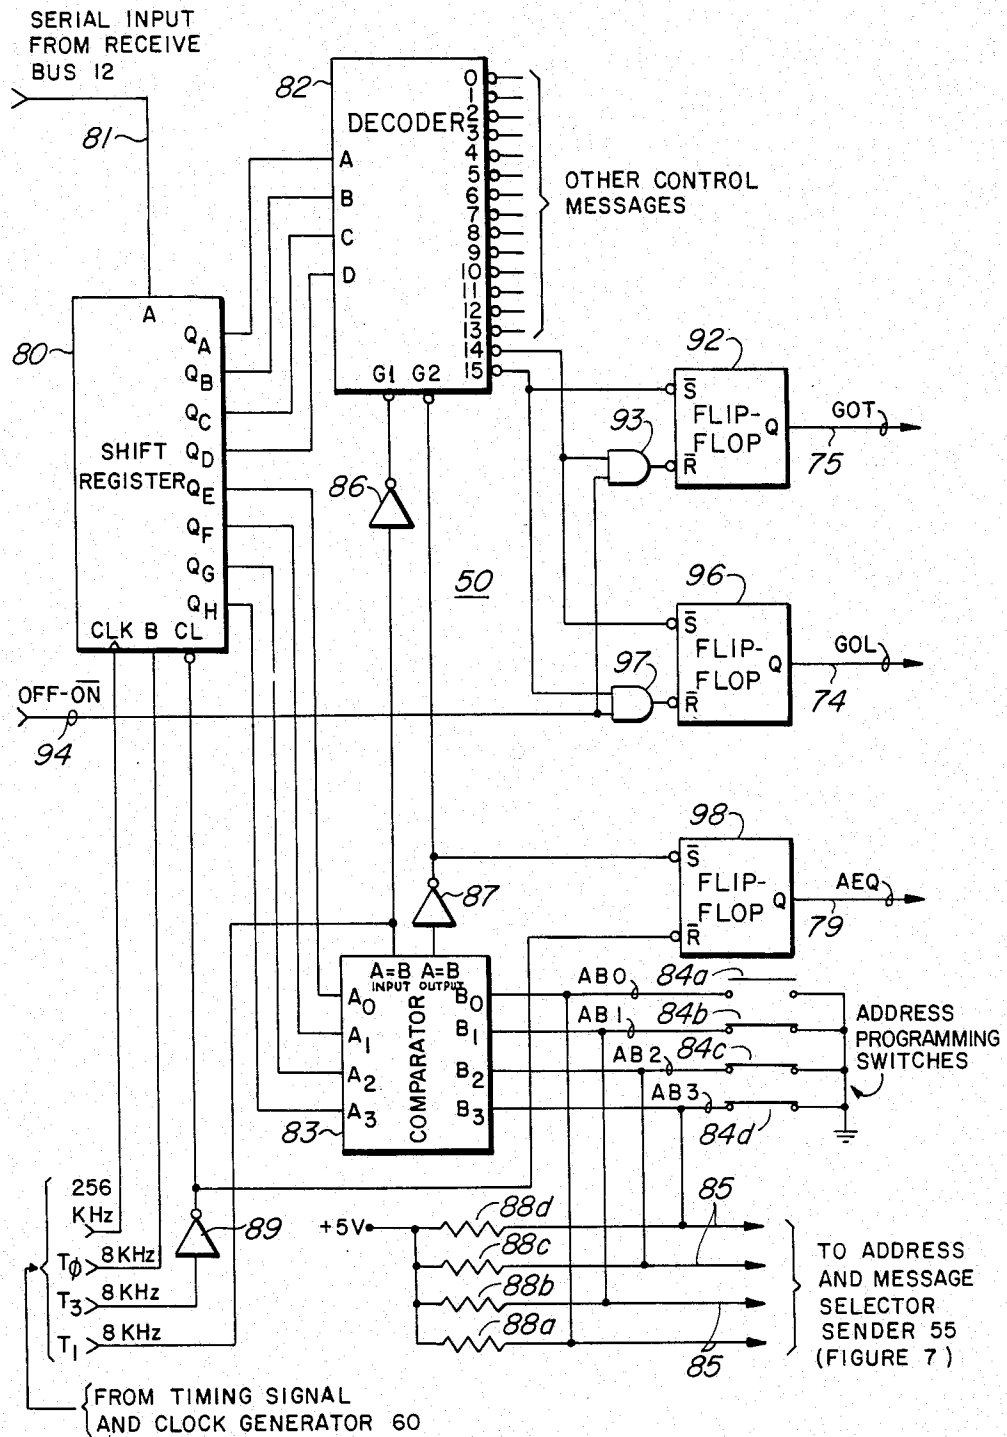 SERIAL INPUT
FROM RECEIVE
BUS 12
81
82
DECODER
A
B
C
D
0
1
2
3
4
5
6
7
8
9
10
11
12
13
14
15
G1 G2
OTHER CONTROL
MESSAGES
80
A
QA
QB
QC
QD
QE
QF
QG
QH
SHIFT
REGISTER
CLK B CL
86
50
92
S̅
FLIP-
FLOP
Q
R̅
GOT
75
93
96
S̅
FLIP-
FLOP
Q
R̅
GOL
74
97
OFF-O̅N̅
94
98
S̅
FLIP-
FLOP
Q
R̅
AEQ
79
87
A=B A=B
INPUT OUTPUT
A0
A1
A2
A3
COMPARATOR
B0
B1
B2
B3
83
AB0
84a
AB1
84b
AB2
84c
AB3
84d
ADDRESS
PROGRAMMING
SWITCHES
256
KHz
Tϕ 8 KHz
T3 8 KHz
T1 8 KHz
89
+5V
88d
88c
88b
88a
85
85
TO ADDRESS
AND MESSAGE
SELECTOR
SENDER 55
(FIGURE 7)
FROM TIMING SIGNAL
AND CLOCK GENERATOR 60